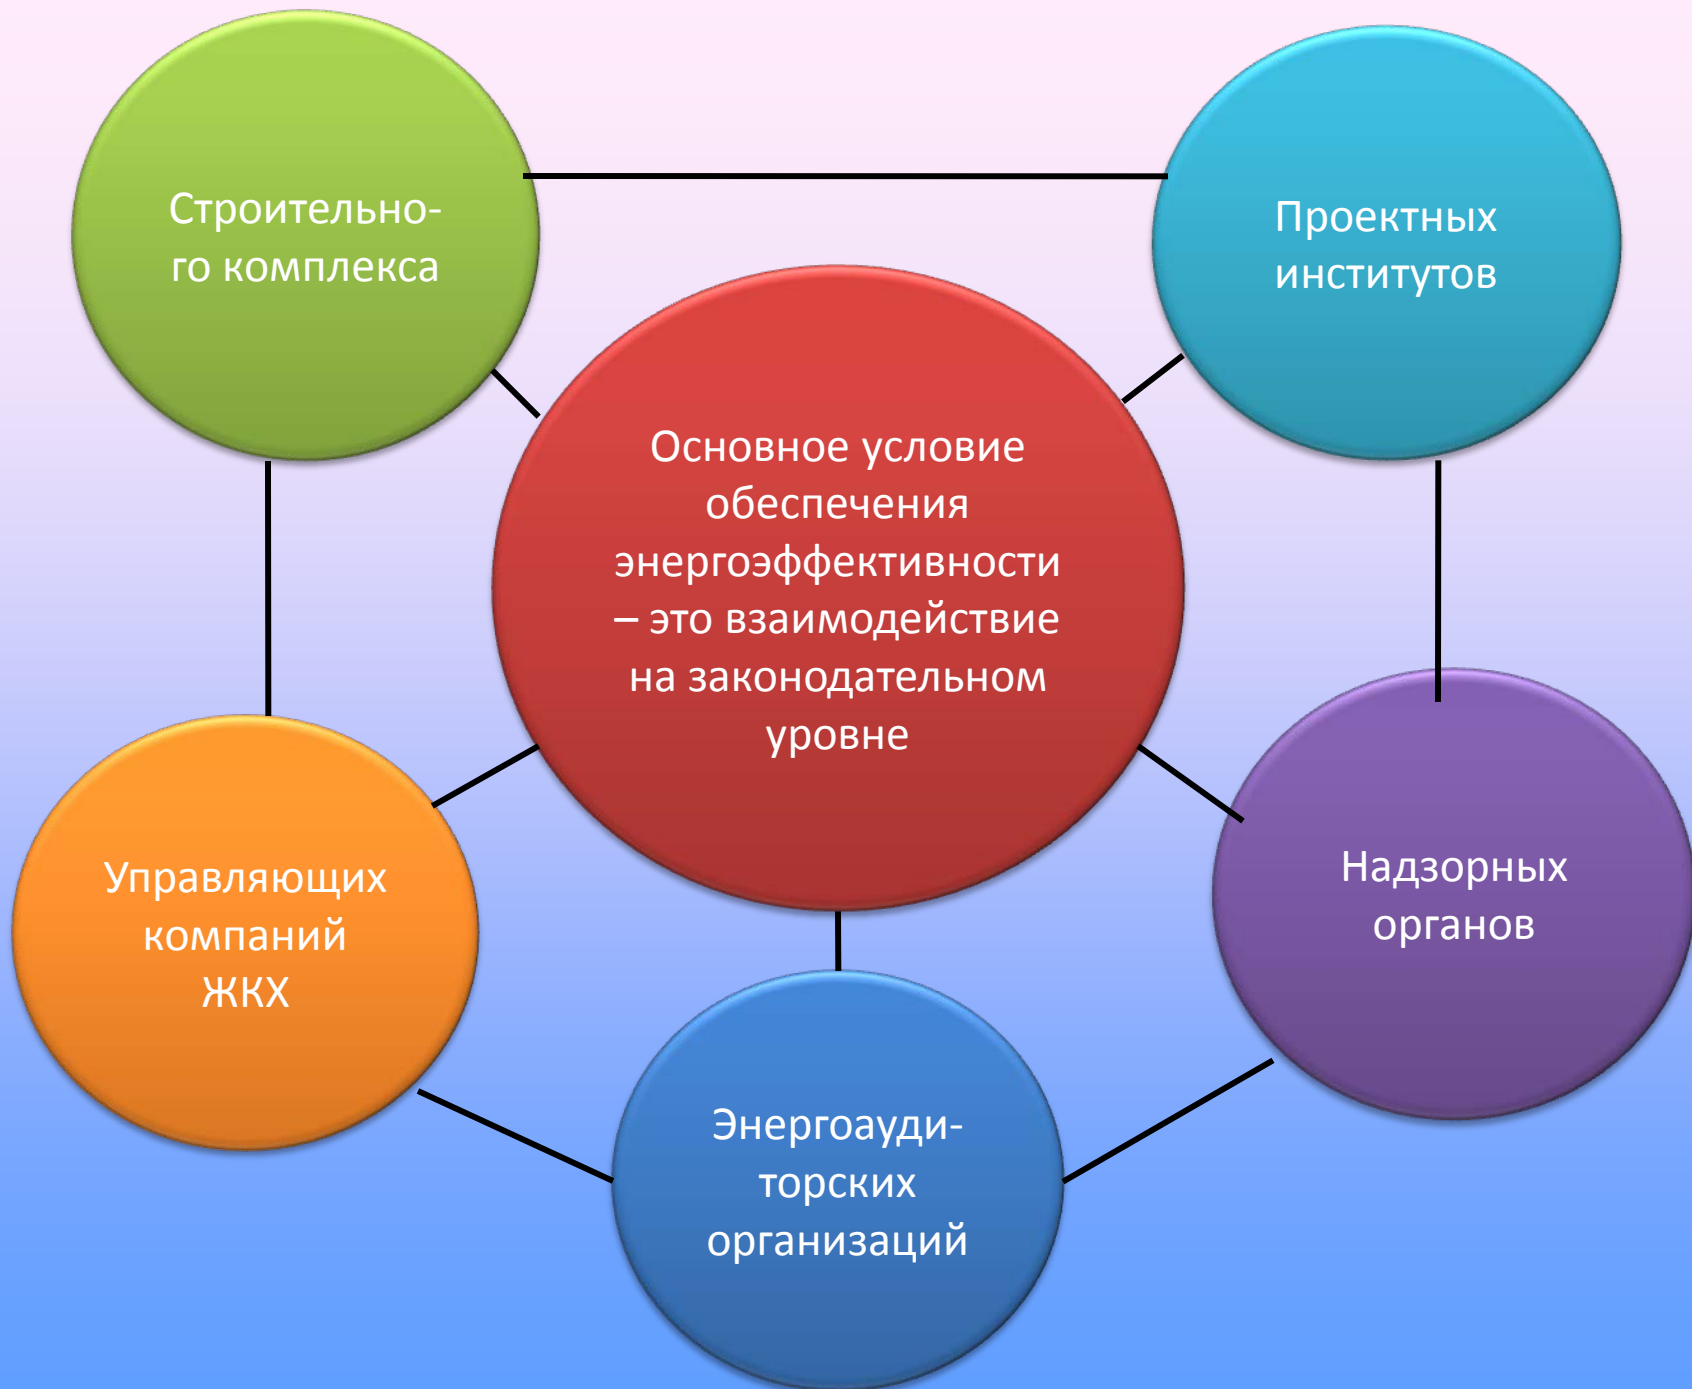 Строительно-
го комплекса
Проектных
институтов
Основное условие
обеспечения
энергоэффективности
– это взаимодействие
на законодательном
уровне
Управляющих
компаний
ЖКХ
Надзорных
органов
Энергоауди-
торских
организаций